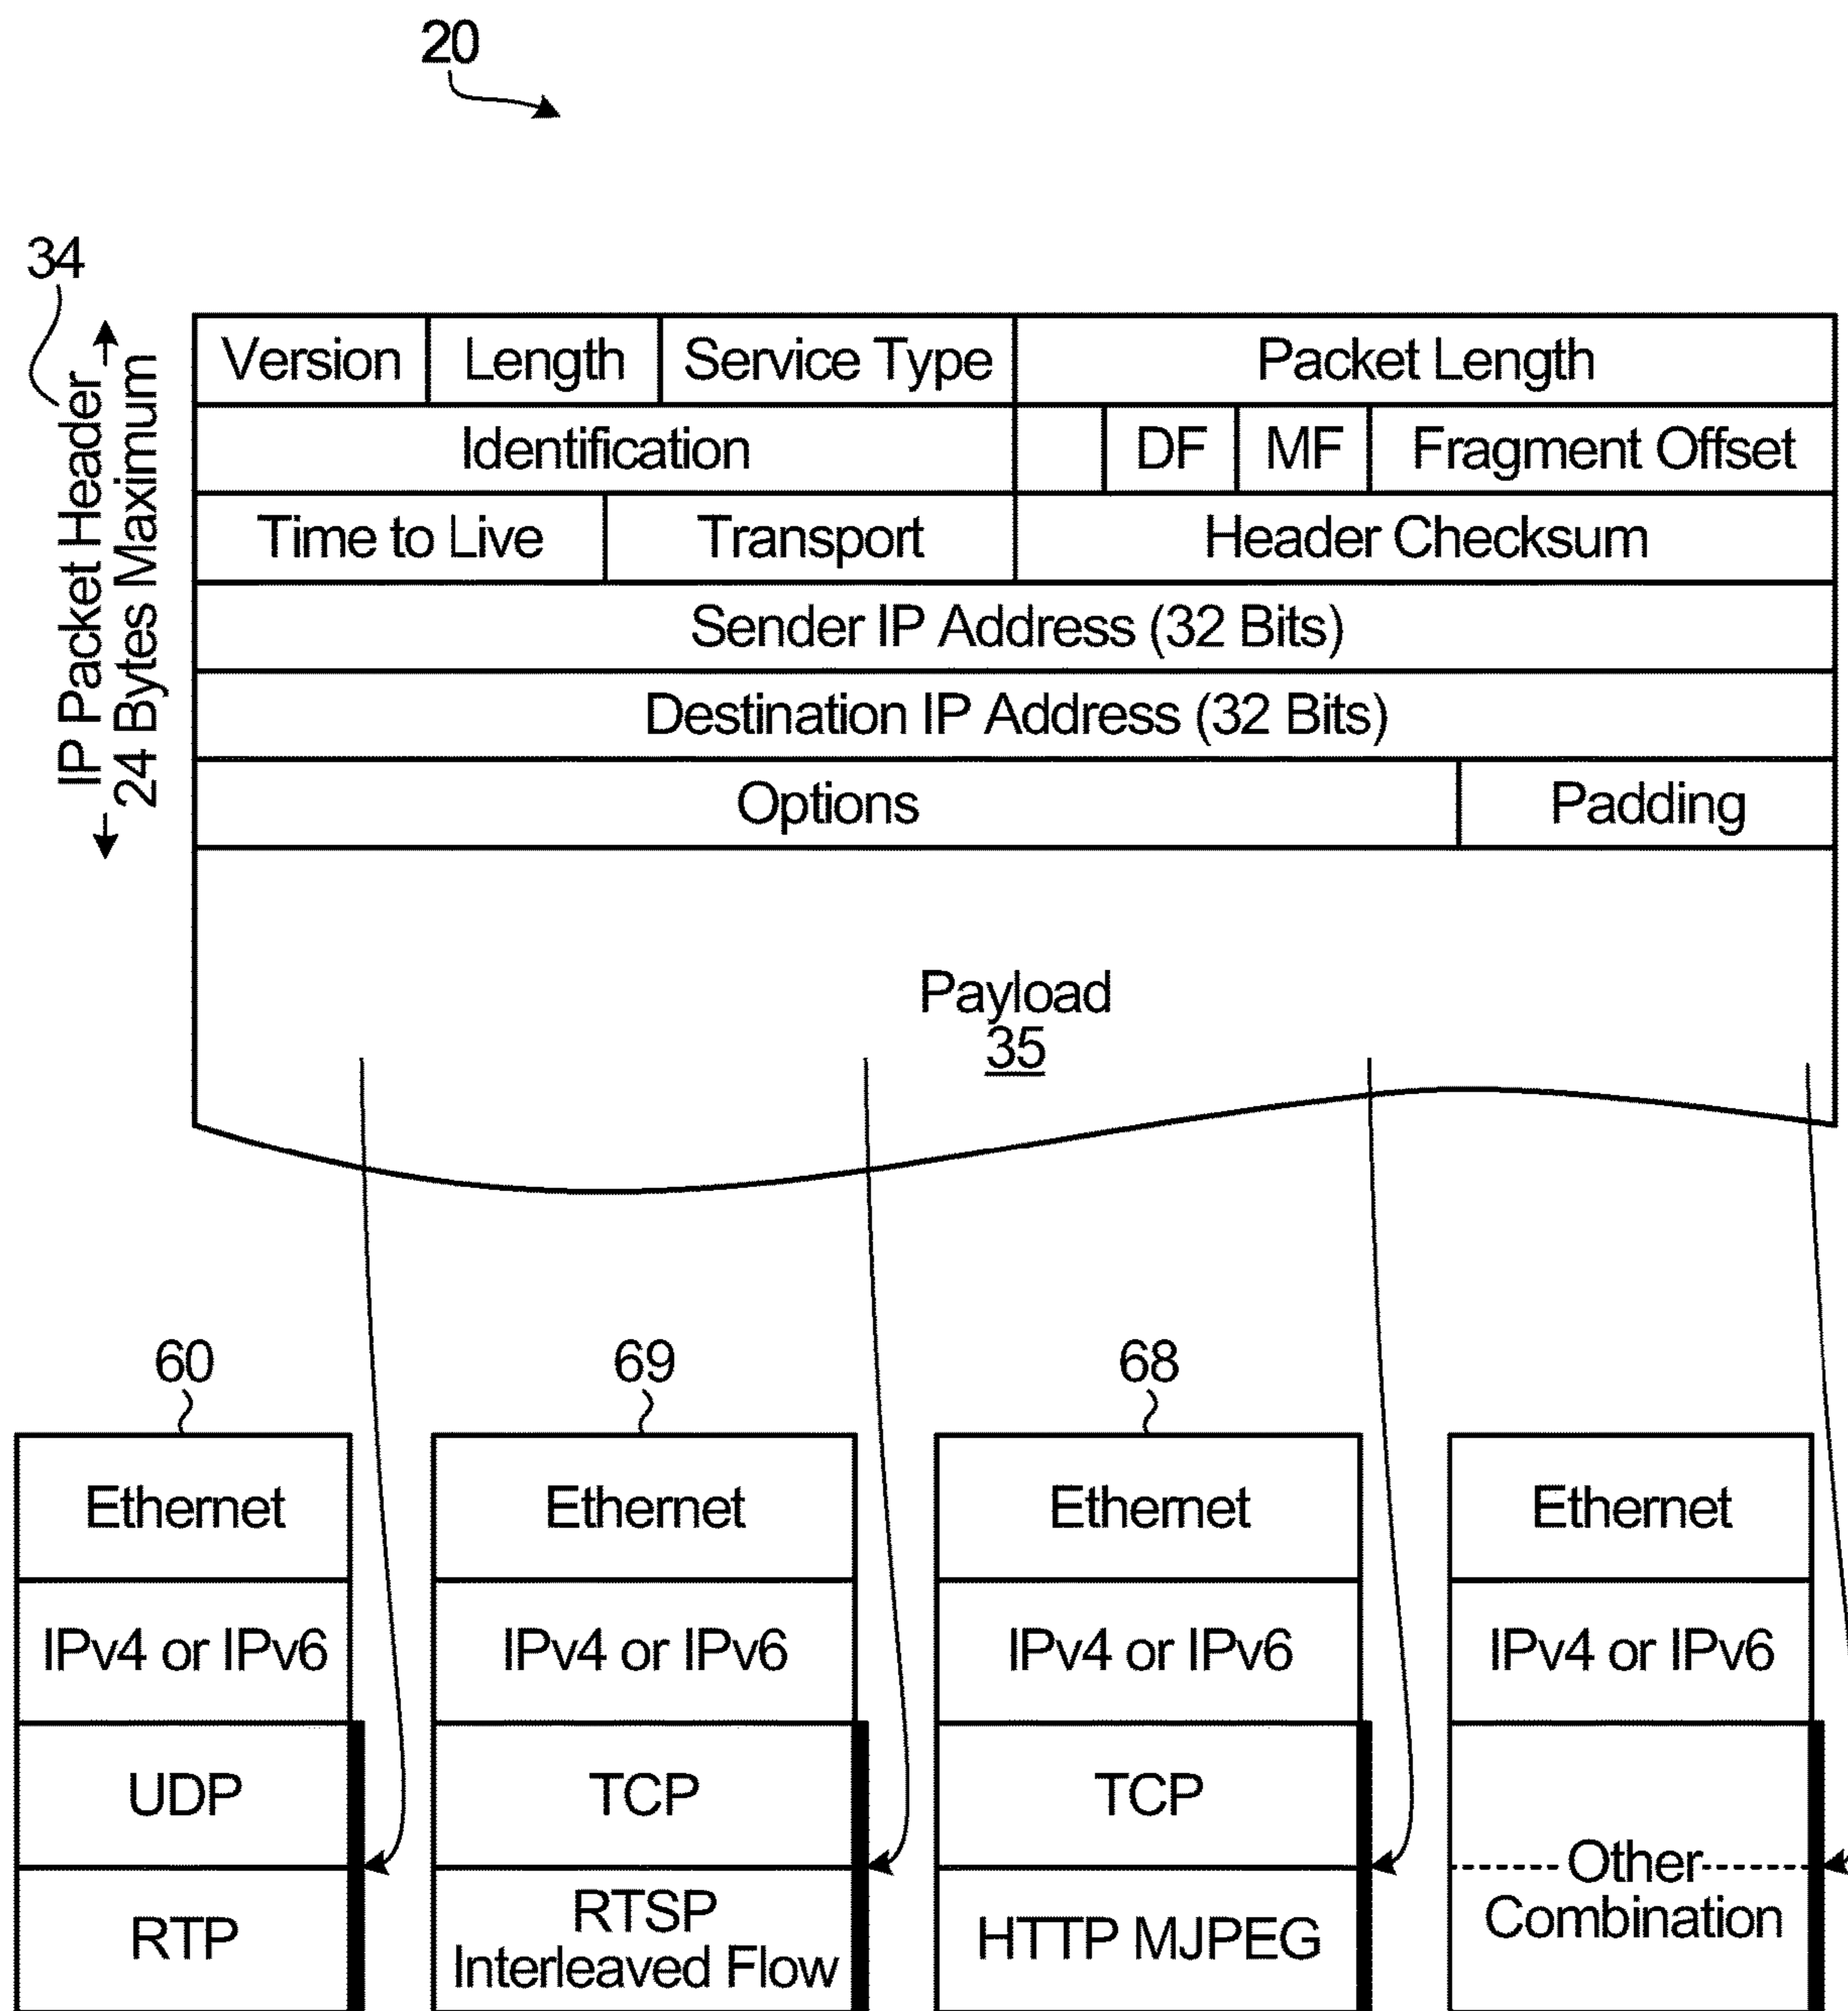 20
34
IP Packet Header
24 Bytes Maximum
Version Length Service Type Packet Length
Identification DF MF Fragment Offset
Time to Live Transport Header Checksum
Sender IP Address (32 Bits)
Destination IP Address (32 Bits)
Options Padding
Payload
35
60 69 68
Ethernet Ethernet Ethernet Ethernet
IPv4 or IPv6 IPv4 or IPv6 IPv4 or IPv6 IPv4 or IPv6
UDP TCP TCP
Other
Combination
RTP
RTSP
Interleaved Flow
HTTP MJPEG